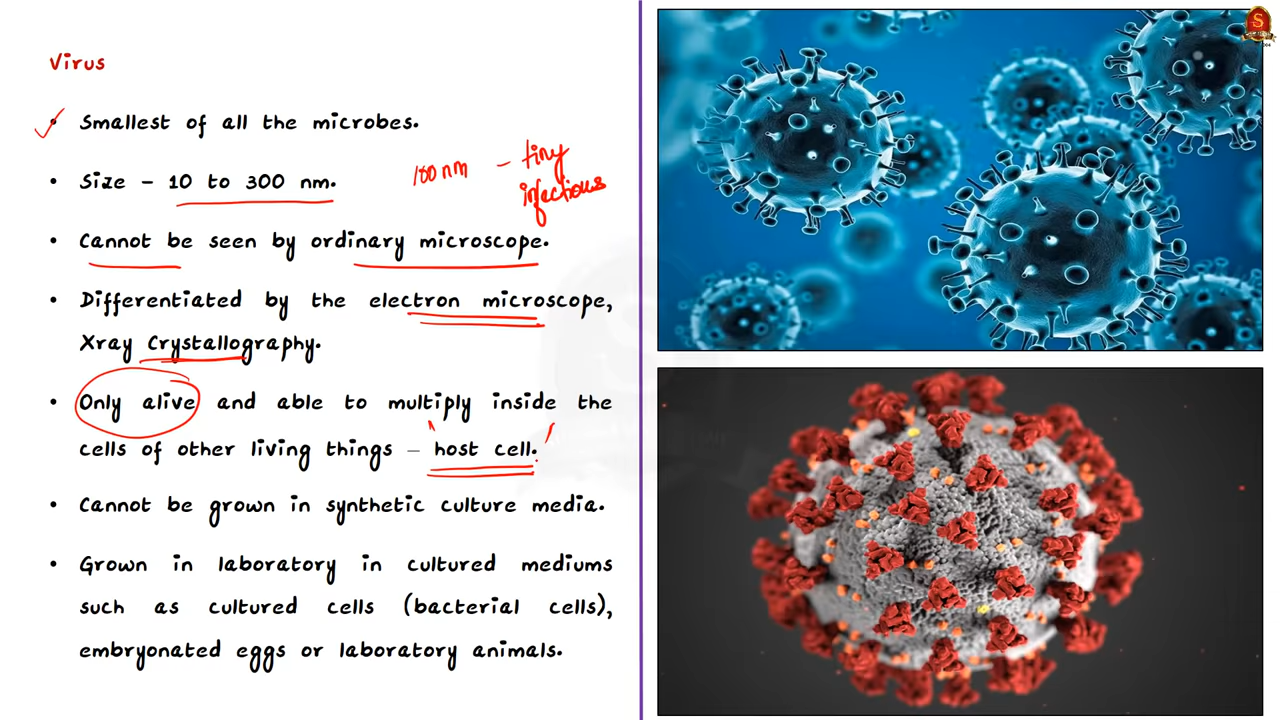 Virus
• Smallest of all the microbes.
100 nm – tiny
infectious
• Size – 10 to 300 nm.
• Cannot be seen by ordinary microscope.
• Differentiated by the electron microscope,
Xray Crystallography.
• Only alive and able to multiply inside the
cells of other living things – host cell.
• Cannot be grown in synthetic culture media.
• Grown in laboratory in cultured mediums
such as cultured cells (bacterial cells),
embryonated eggs or laboratory animals.